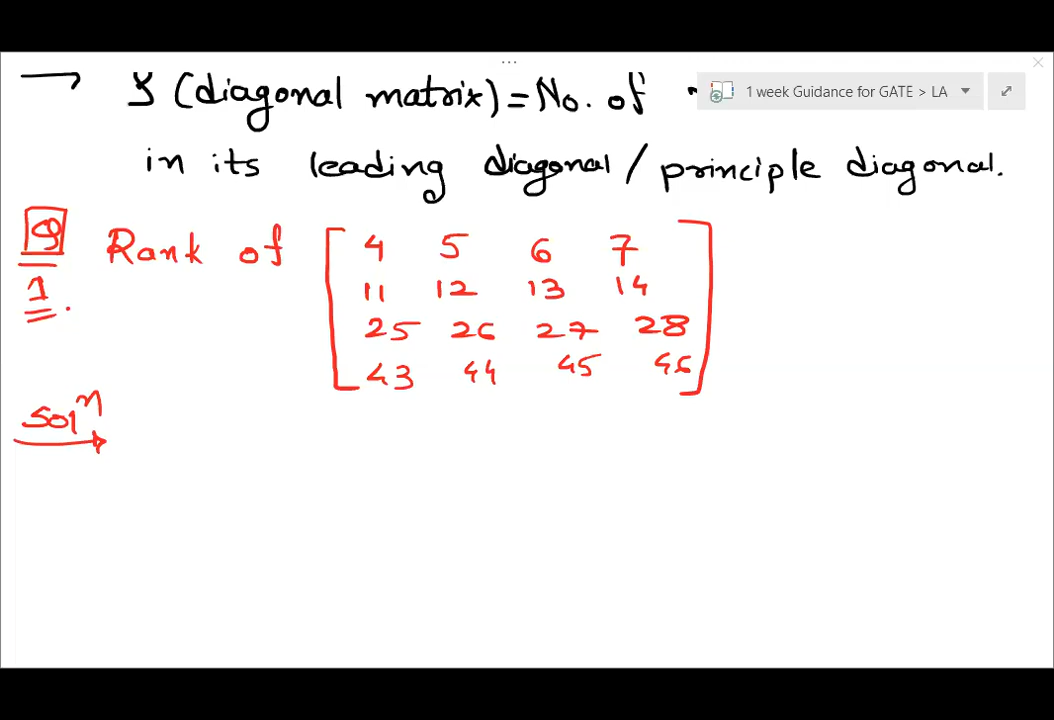 (diagonal matrix) = No. of
1 week Guidance for GATE > LA
in its leading diagonal / principle diagonal.
Q 1. Rank of
4 5 6 7
11 12 13 14
25 26 27 28
43 44 45 46
Solⁿ